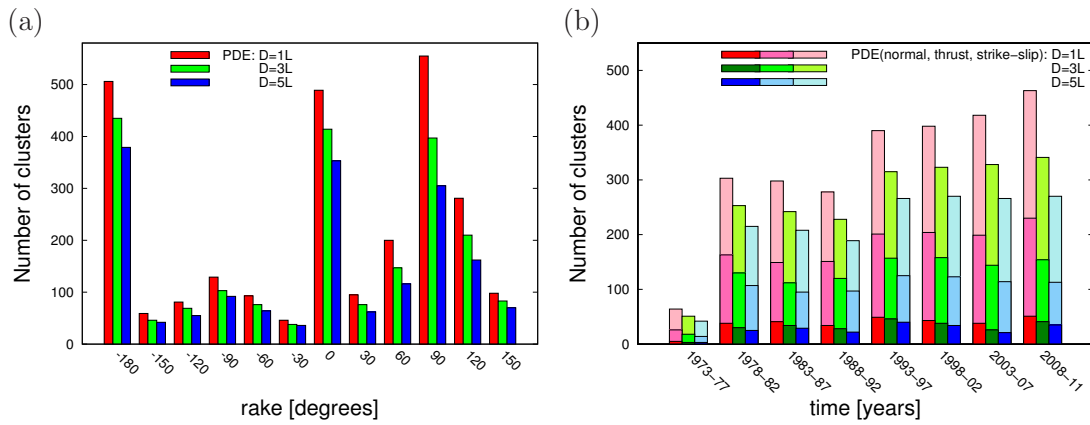 (a)
PDE: D=1L
D=3L
D=5L
500
400
300
200
100
0
Number of clusters
-180
-150
-120
-90
-60
-30
0
30
60
90
120
150
rake [degrees]
(b)
PDE(normal, thrust, strike−slip): D=1L
D=3L
D=5L
500
400
300
200
100
0
Number of clusters
1973−77
1978−82
1983−87
1988−92
1993−97
1998−02
2003−07
2008−11
time [years]